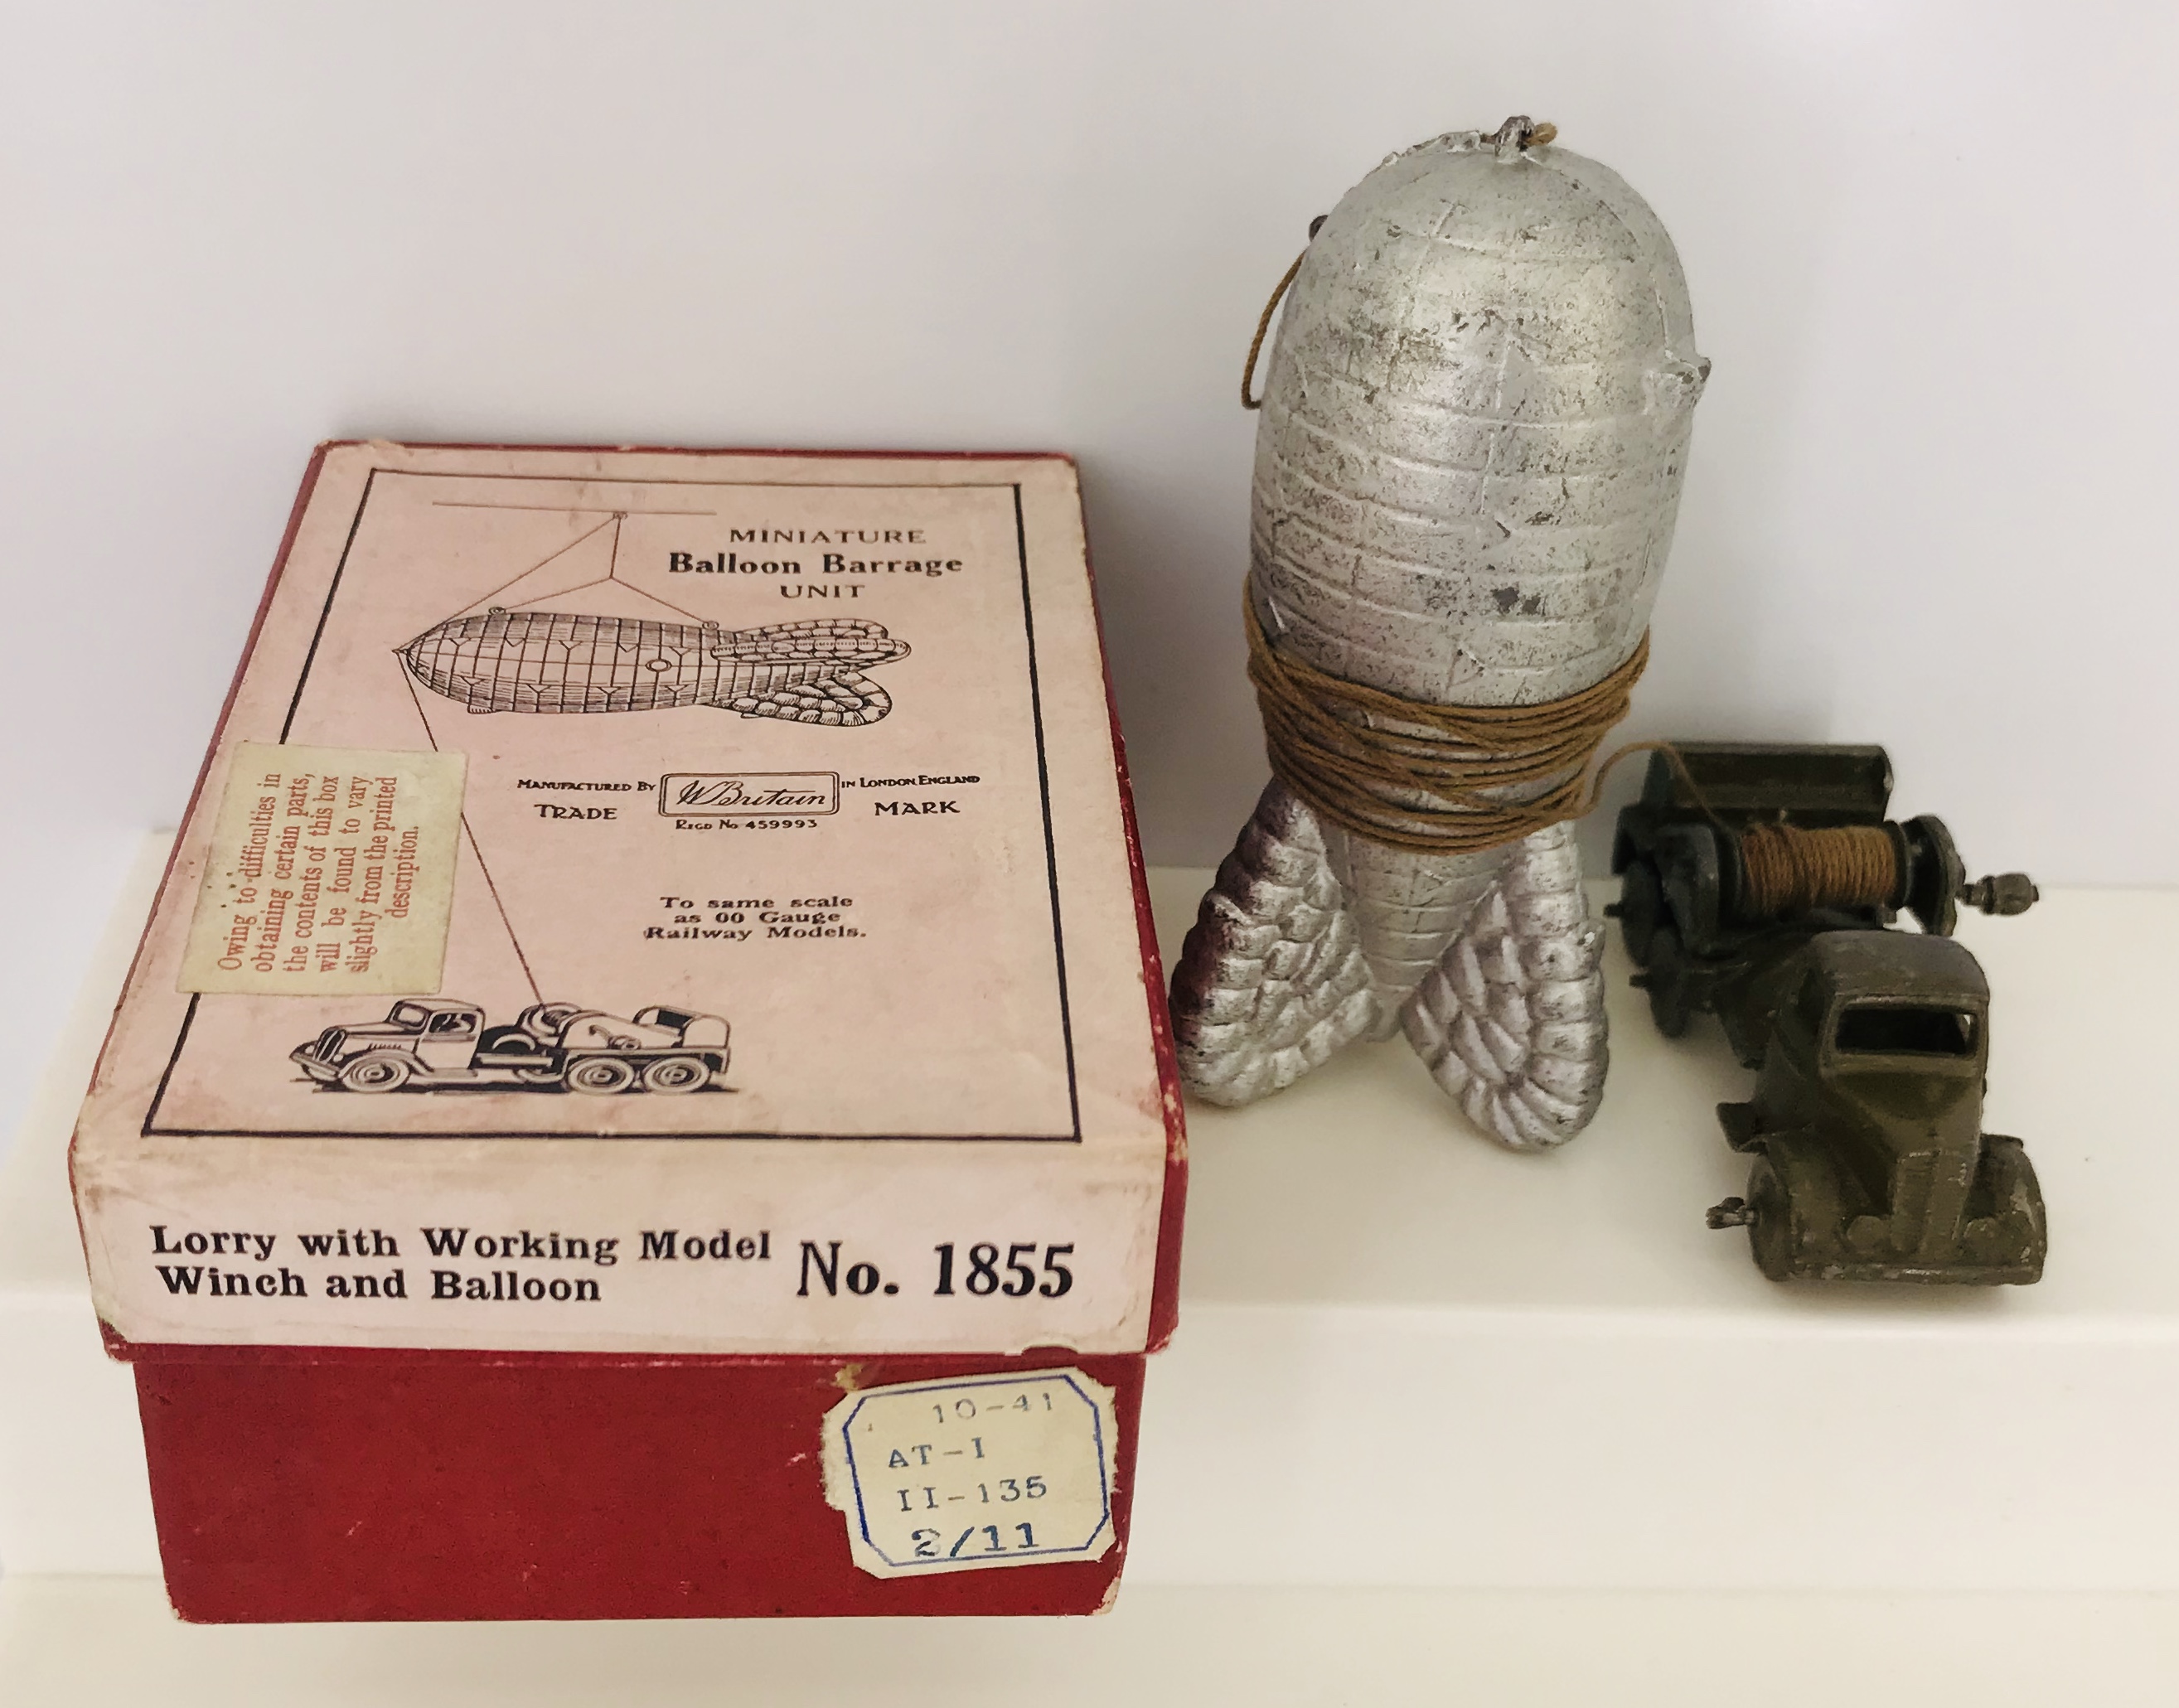 MINIATURE
Balloon Barrage
UNIT
MANUFACTURED BY W Britain IN LONDON ENGLAND
TRADE MARK
REGD No 459993
To same scale
as 00 Gauge
Railway Models.
Owing to difficulties in
obtaining certain parts,
the contents of this box
will be found to vary
slightly from the printed
description.
Lorry with Working Model
Winch and Balloon
No. 1855
10-41
AT-I
II-135
2/11